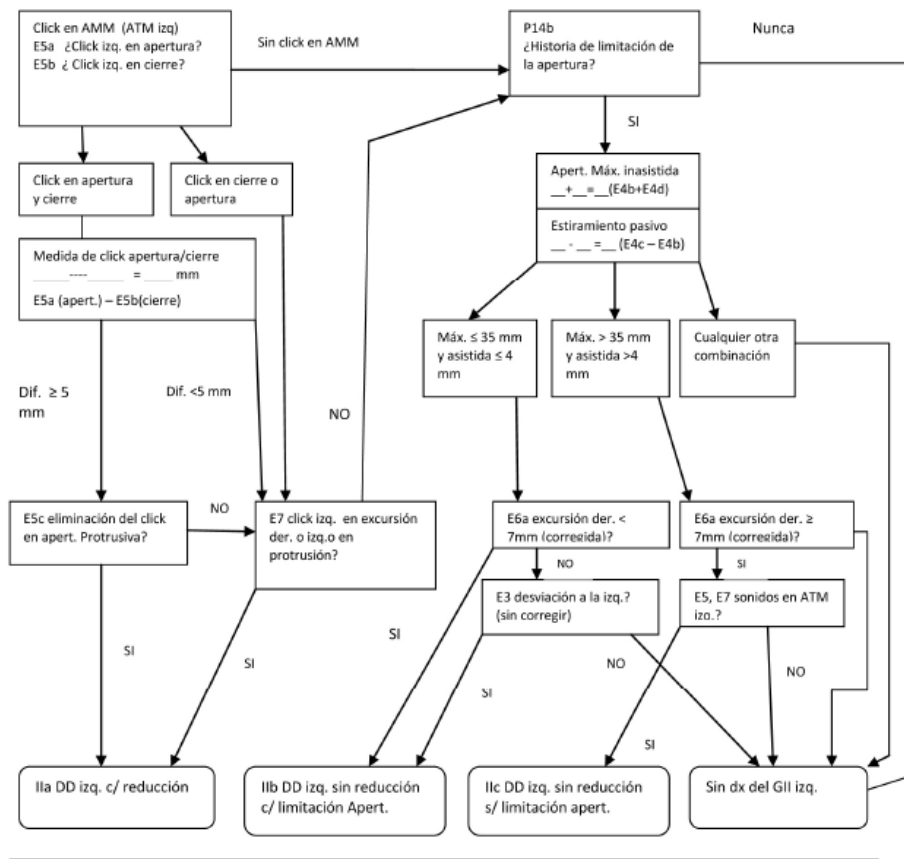 Click en AMM (ATM izq)
E5a ¿Click izq. en apertura?
E5b ¿ Click izq. en cierre?
Sin click en AMM
P14b
¿Historia de limitación de
la apertura?
Nunca
SI
Click en apertura
y cierre
Click en cierre o
apertura
Apert. Máx. inasistida
__+__=__(E4b+E4d)
Estiramiento pasivo
__ - __ =__ (E4c – E4b)
Medida de click apertura/cierre
_____----_____ = ____ mm
E5a (apert.) – E5b(cierre)
Máx. ≤ 35 mm
y asistida ≤ 4
mm
Máx. > 35 mm
y asistida >4
mm
Cualquier otra
combinación
Dif. ≥ 5
mm
Dif. <5 mm
NO
E5c eliminación del click
en apert. Protrusiva?
NO
E7 click izq. en excursión
der. o izq.o en
protrusión?
E6a excursión der. <
7mm (corregida)?
E6a excursión der. ≥
7mm (corregida)?
NO
SI
E3 desviación a la izq.?
(sin corregir)
E5, E7 sonidos en ATM
izq.?
SI
SI
SI
NO
NO
SI
SI
IIa DD izq. c/ reducción
IIb DD izq. sin reducción
c/ limitación Apert.
IIc DD izq. sin reducción
s/ limitación apert.
Sin dx del GII izq.